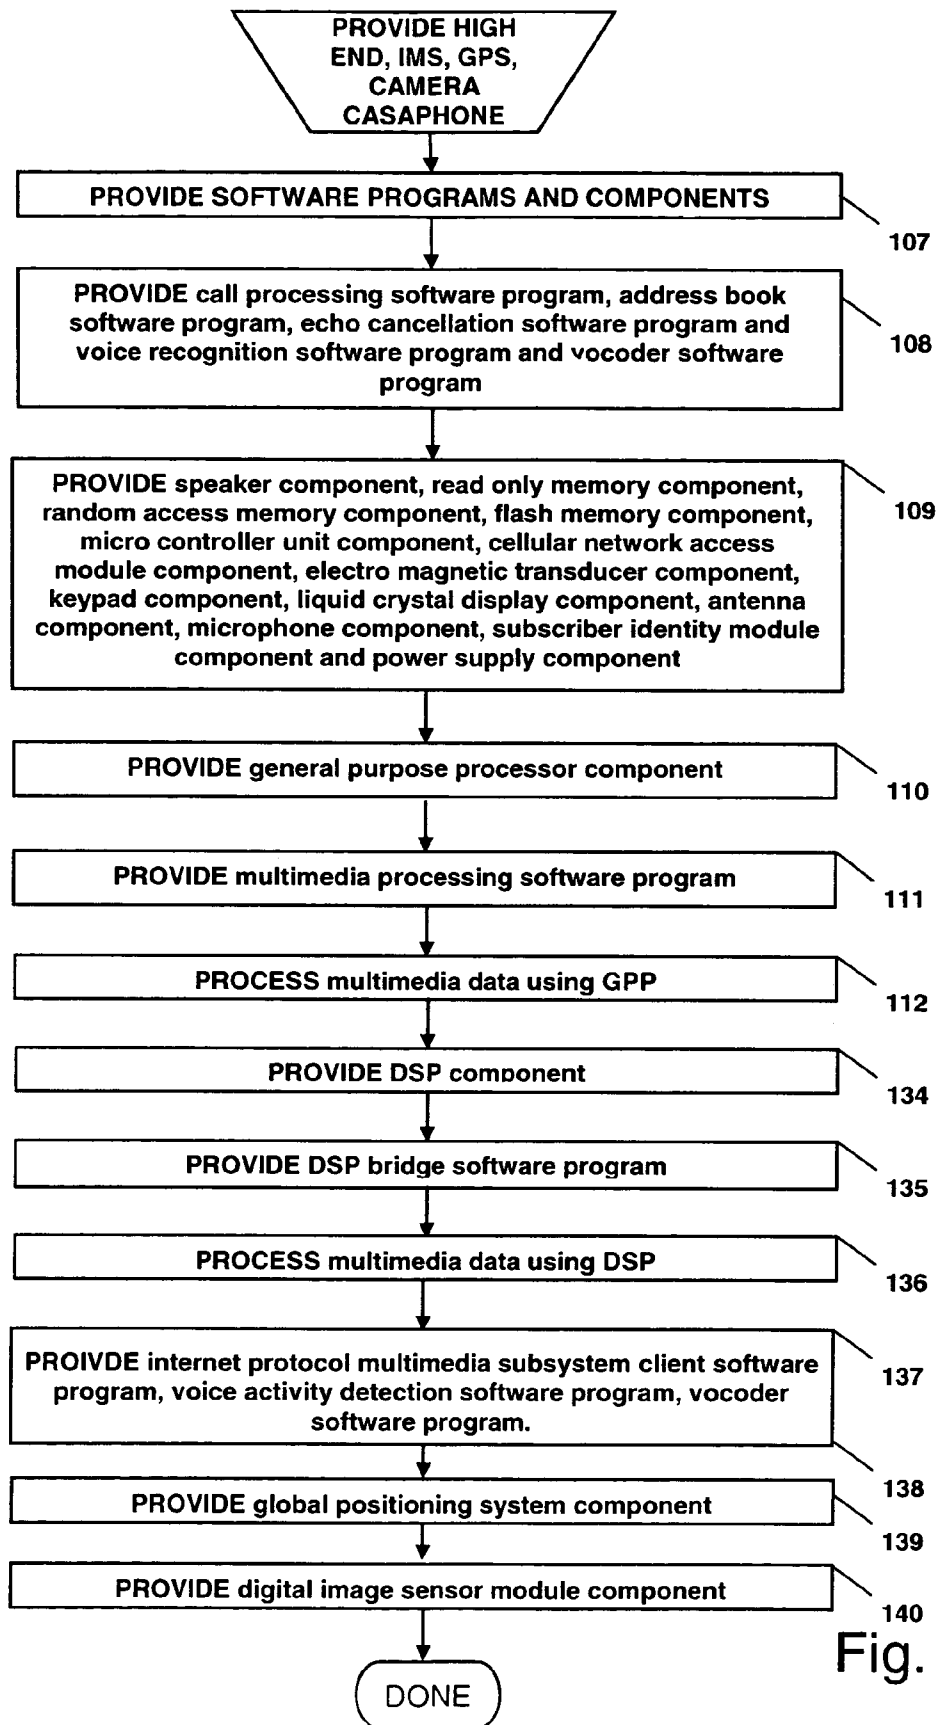 PROVIDE HIGH
END, IMS, GPS,
CAMERA
CASAPHONE
PROVIDE SOFTWARE PROGRAMS AND COMPONENTS
107
PROVIDE call processing software program, address book
software program, echo cancellation software program and
voice recognition software program and vocoder software
program
108
PROVIDE speaker component, read only memory component,
random access memory component, flash memory component,
micro controller unit component, cellular network access
module component, electro magnetic transducer component,
keypad component, liquid crystal display component, antenna
component, microphone component, subscriber identity module
component and power supply component
109
PROVIDE general purpose processor component
110
PROVIDE multimedia processing software program
111
PROCESS multimedia data using GPP
112
PROVIDE DSP component
134
PROVIDE DSP bridge software program
135
PROCESS multimedia data using DSP
136
PROIVDE internet protocol multimedia subsystem client software
program, voice activity detection software program, vocoder
software program.
137
138
PROVIDE global positioning system component
139
PROVIDE digital image sensor module component
140
DONE
Fig.